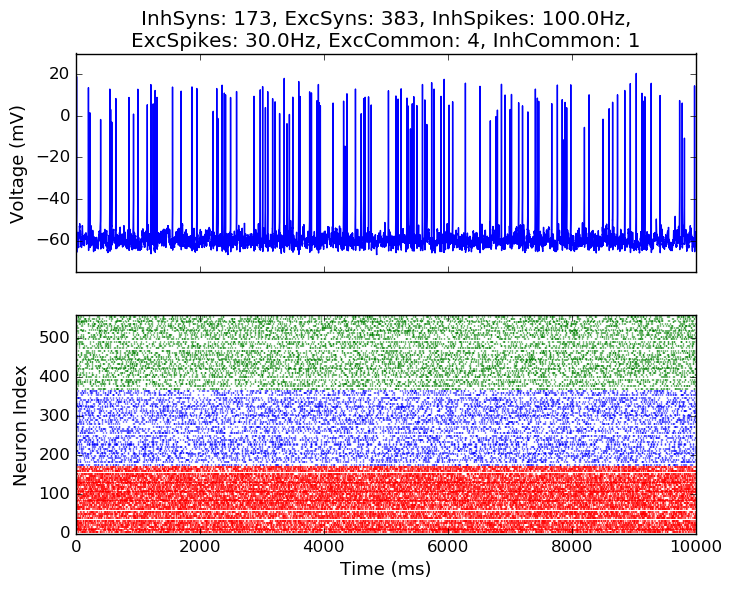 InhSyns: 173, ExcSyns: 383, InhSpikes: 100.0Hz,
ExcSpikes: 30.0Hz, ExcCommon: 4, InhCommon: 1
Voltage (mV)
20
0
−20
−40
−60
Neuron Index
500
400
300
200
100
0
0 2000 4000 6000 8000 10000
Time (ms)